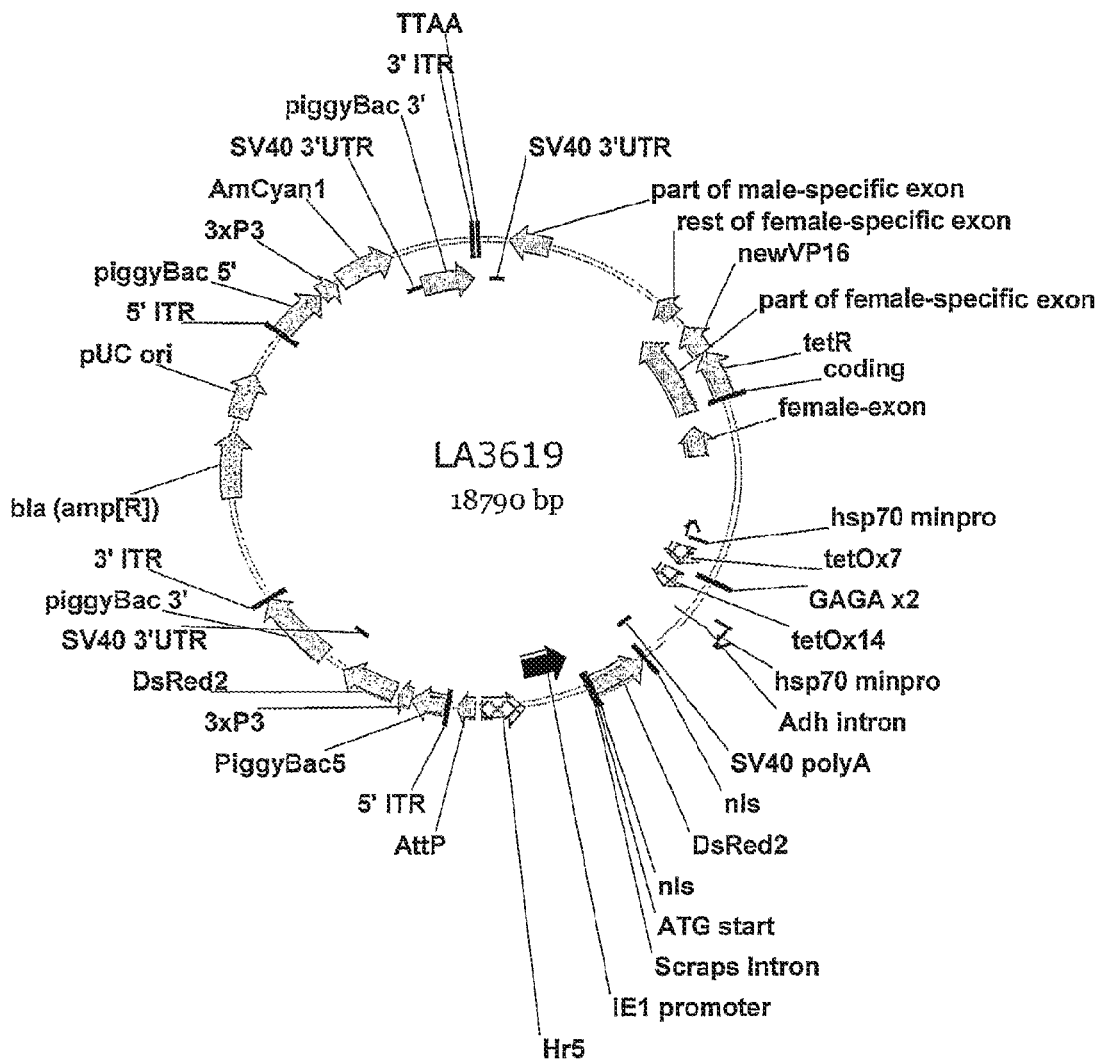 TTAA
3' ITR
piggyBac 3'
SV40 3'UTR
SV40 3'UTR
AmCyan1
part of male-specific exon
3xP3
rest of female-specific exon
piggyBac 5'
newVP16
5' ITR
part of female-specific exon
pUC ori
tetR
coding
female-exon
LA3619
18790 bp
bla (amp[R])
hsp70 minpro
3' ITR
tetOx7
piggyBac 3'
GAGA x2
SV40 3'UTR
tetOx14
DsRed2
hsp70 minpro
3xP3
Adh intron
PiggyBac5
SV40 polyA
5' ITR
nls
AttP
DsRed2
nls
ATG start
Scraps Intron
IE1 promoter
Hr5